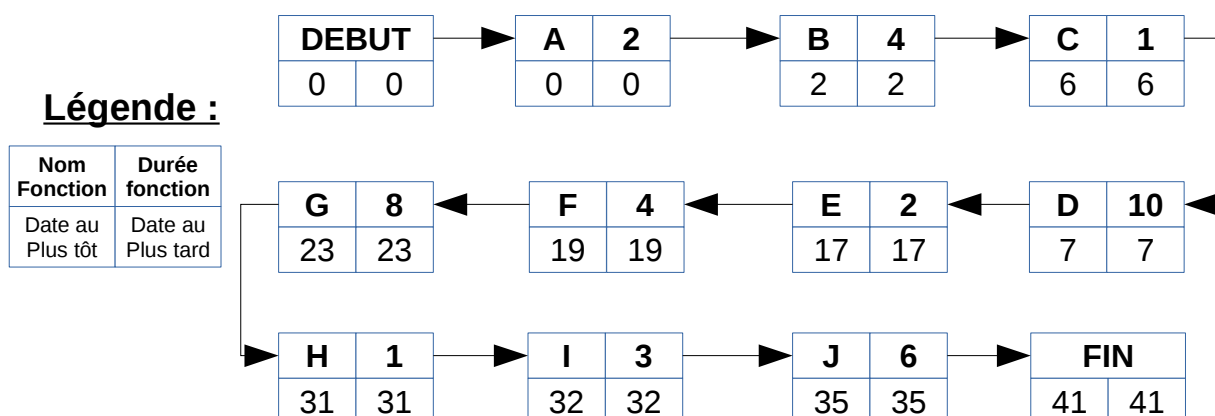 DEBUT A 2 B 4 C 1
0 0 0 0 2 2 6 6
Légende :
Nom Durée
Fonction fonction
Date au Date au
Plus tôt Plus tard
G 8 F 4 E 2 D 10
23 23 19 19 17 17 7 7
H 1 I 3 J 6 FIN
31 31 32 32 35 35 41 41